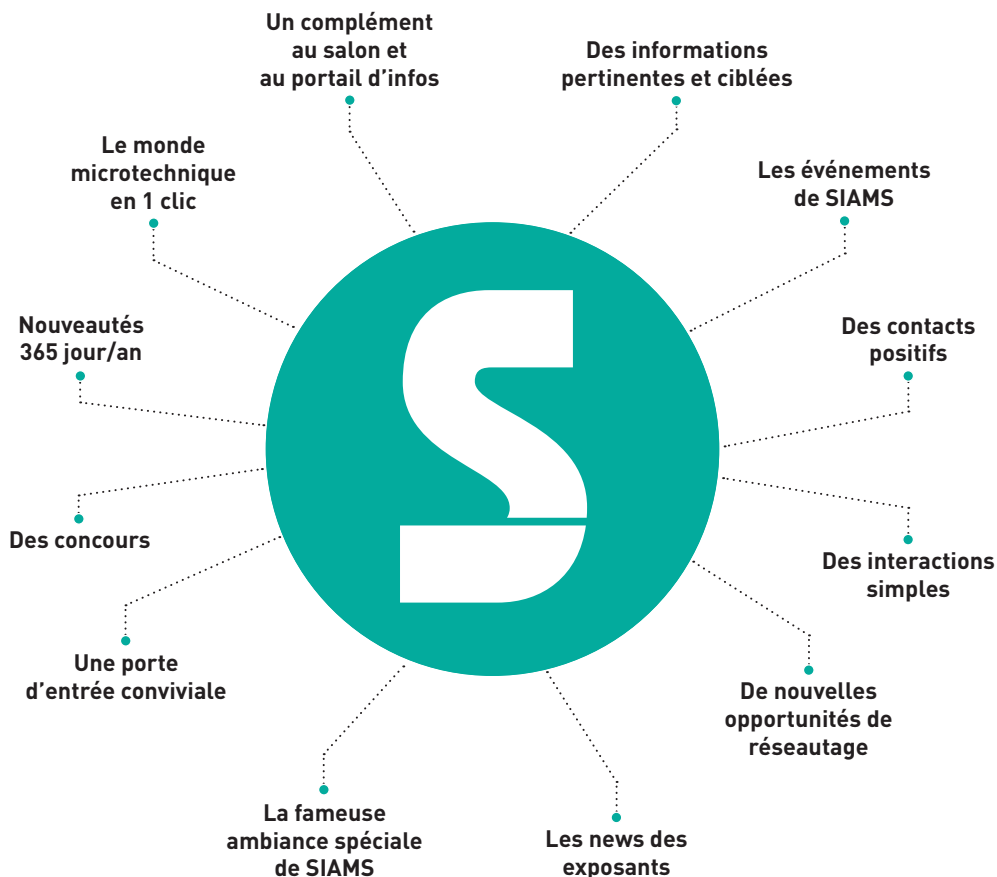 Un complément
au salon et
au portail d’infos
Des informations
pertinentes et ciblées
Le monde
microtechnique
en 1 clic
Les événements
de SIAMS
Nouveautés
365 jour/an
Des contacts
positifs
Des concours
Des interactions
simples
Une porte
d’entrée conviviale
De nouvelles
opportunités de
réseautage
La fameuse
ambiance spéciale
de SIAMS
Les news des
exposants
S